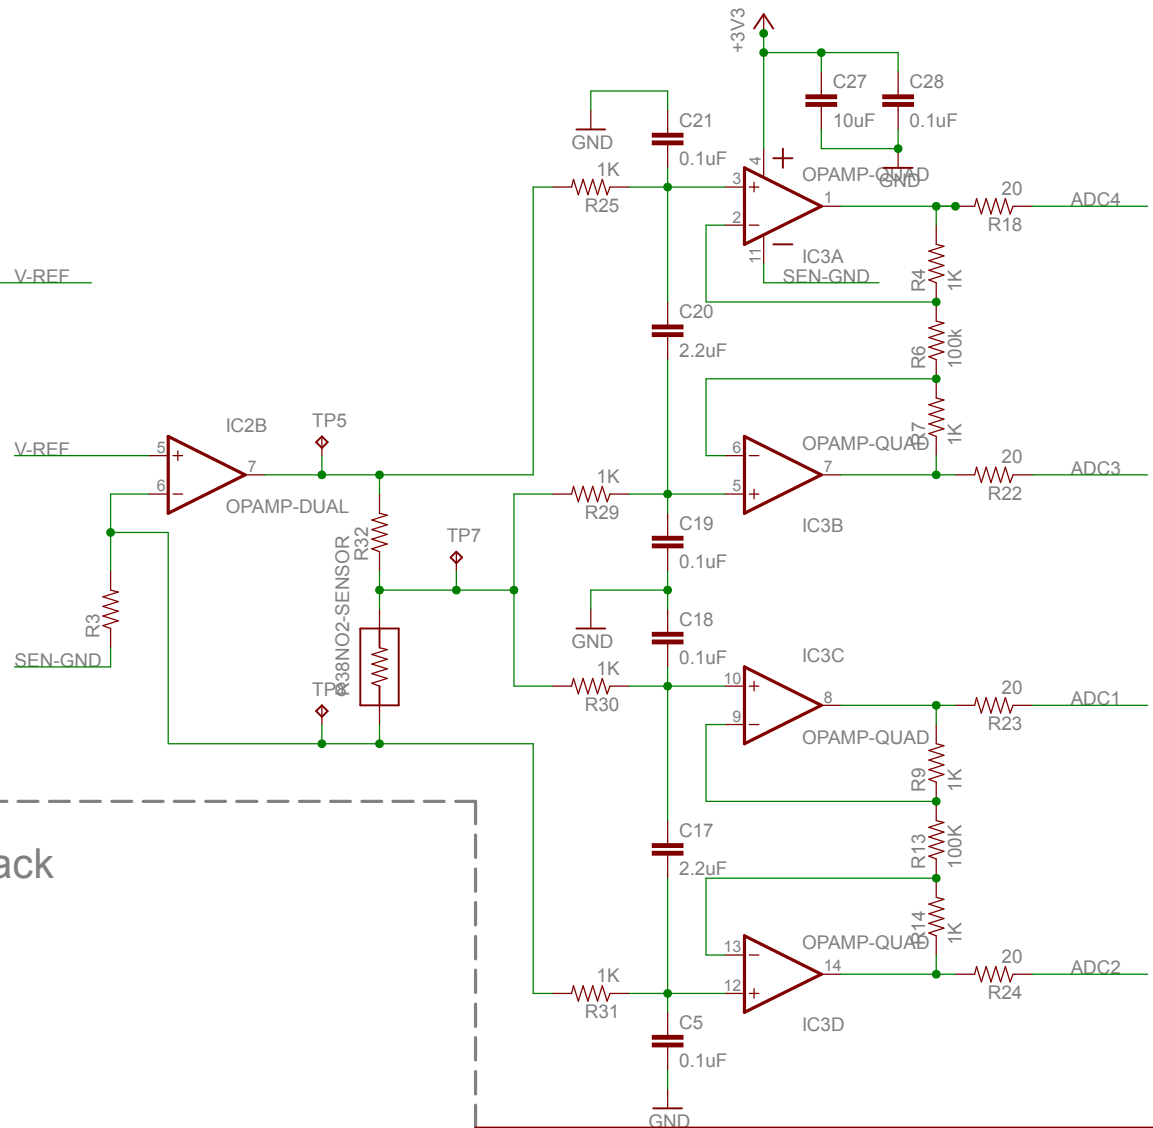 +3V3
C27
10uF
C28
0.1uF
GND
C21
0.1uF
GND
1K
R25
4
3
2
1
11
OPAMP-QUAD
IC3A
SEN-GND
20
R18
ADC4
R4
1K
V-REF
C20
2.2uF
R6
100k
R7
1K
V-REF
IC2B
5
6
7
OPAMP-DUAL
TP5
R32
TP7
1K
R29
6
5
7
OPAMP-QUAD
IC3B
20
R22
ADC3
C19
0.1uF
GND
C18
0.1uF
R3
SEN-GND
R38NO2-SENSOR
1K
R30
IC3C
10
9
8
OPAMP-QUAD
20
R23
ADC1
R9
1K
R13
100K
C17
2.2uF
R14
1K
ack
OPAMP-QUAD
13
12
14
IC3D
20
R24
ADC2
1K
R31
C5
0.1uF
GND